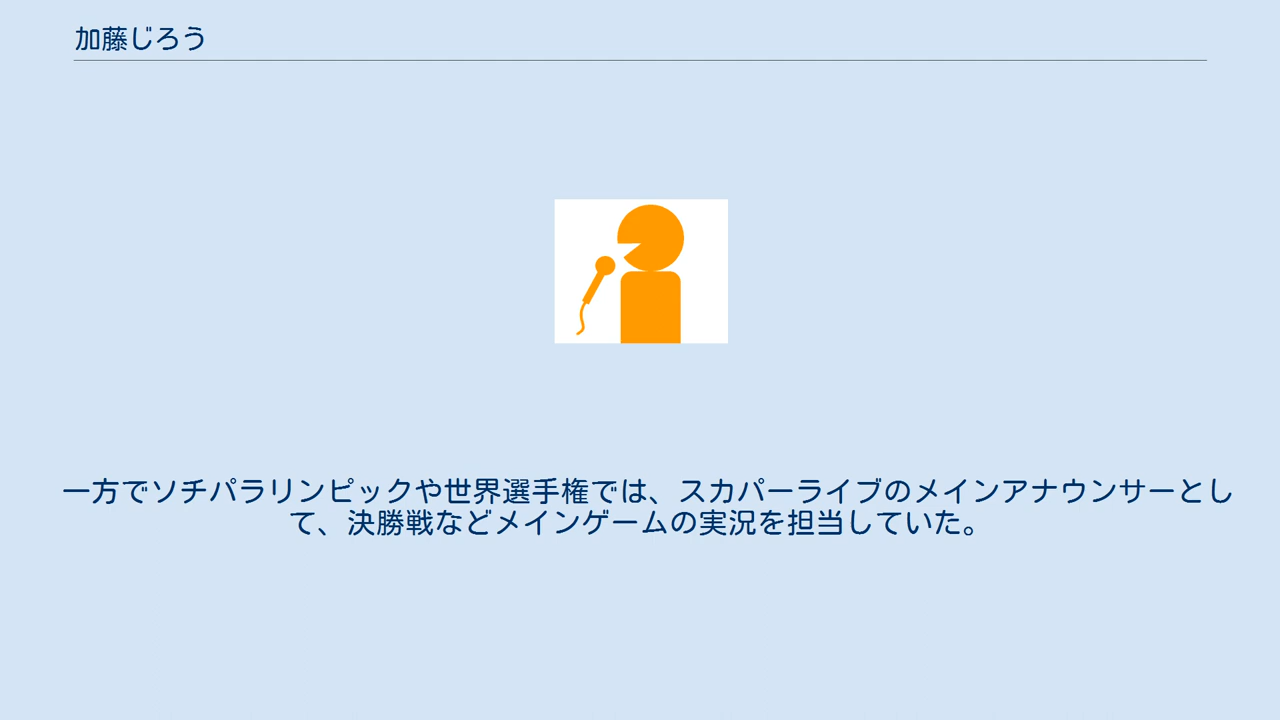 加藤じろう
一方でソチパラリンピックや世界選手権では、スカパーライブのメインアナウンサーとし
て、決勝戦などメインゲームの実況を担当していた。